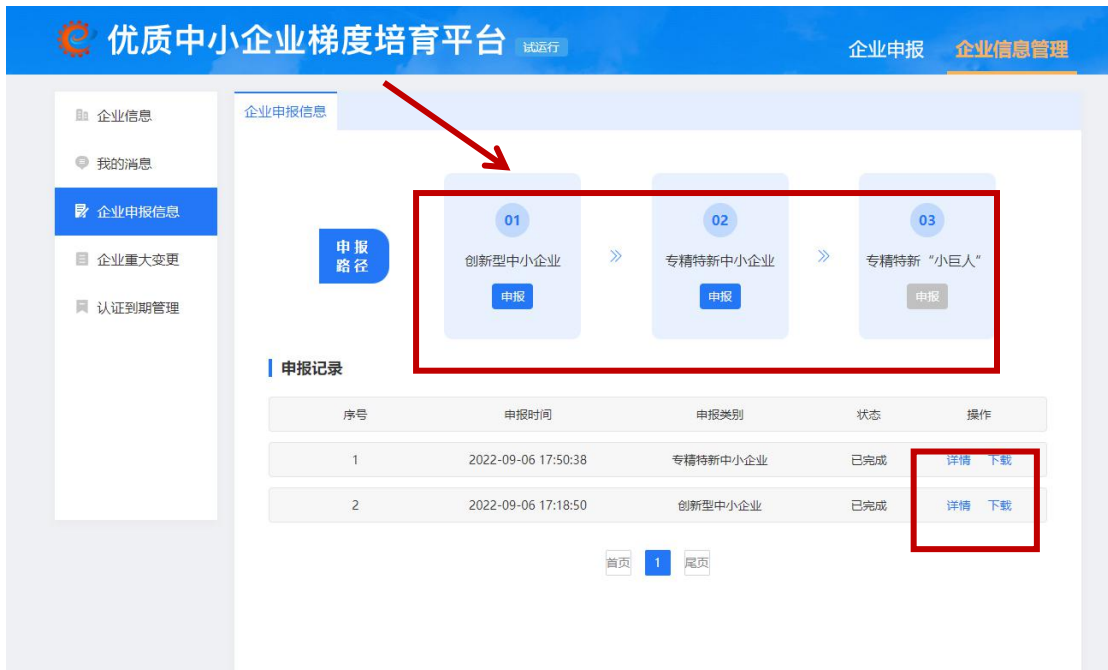 优质中小企业梯度培育平台 试运行
企业申报 企业信息管理
企业信息
我的消息
企业申报信息
企业重大变更
认证到期管理
企业申报信息
申报
路径
01
创新型中小企业
申报
»
02
专精特新中小企业
申报
»
03
专精特新“小巨人”
申报
申报记录
序号 申报时间 申报类别 状态 操作
1 2022-09-06 17:50:38 专精特新中小企业 已完成 详情 下载
2 2022-09-06 17:18:50 创新型中小企业 已完成 详情 下载
首页 1 尾页